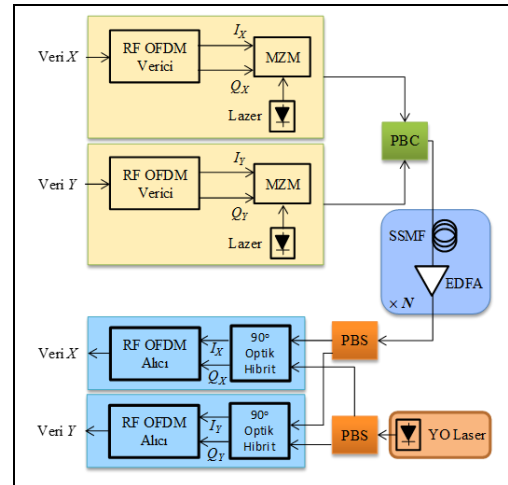 Veri X
RF OFDM
Verici
I_X
Q_X
MZM
Lazer
Veri Y
RF OFDM
Verici
I_Y
Q_Y
MZM
Lazer
PBC
SSMF
EDFA
× N
Veri X
RF OFDM
Alıcı
I_X
Q_X
90°
Optik
Hibrit
PBS
Veri Y
RF OFDM
Alıcı
I_Y
Q_Y
90°
Optik
Hibrit
PBS
YO Laser